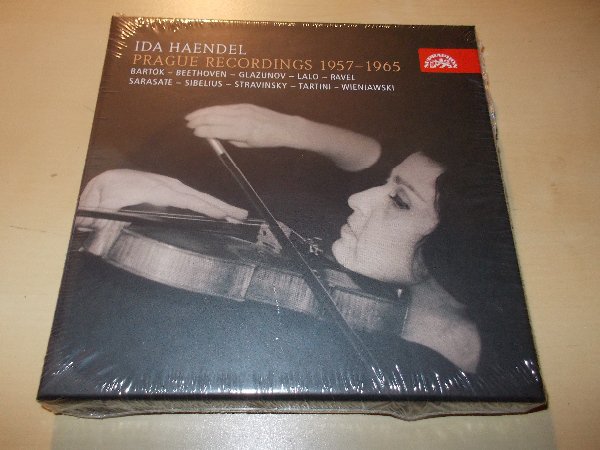 IDA HAENDEL
PRAGUE RECORDINGS 1957–1965
BARTÓK – BEETHOVEN – GLAZUNOV – LALO – RAVEL
SARASATE – SIBELIUS – STRAVINSKY – TARTINI – WIENIAWSKI
SUPRAPHON